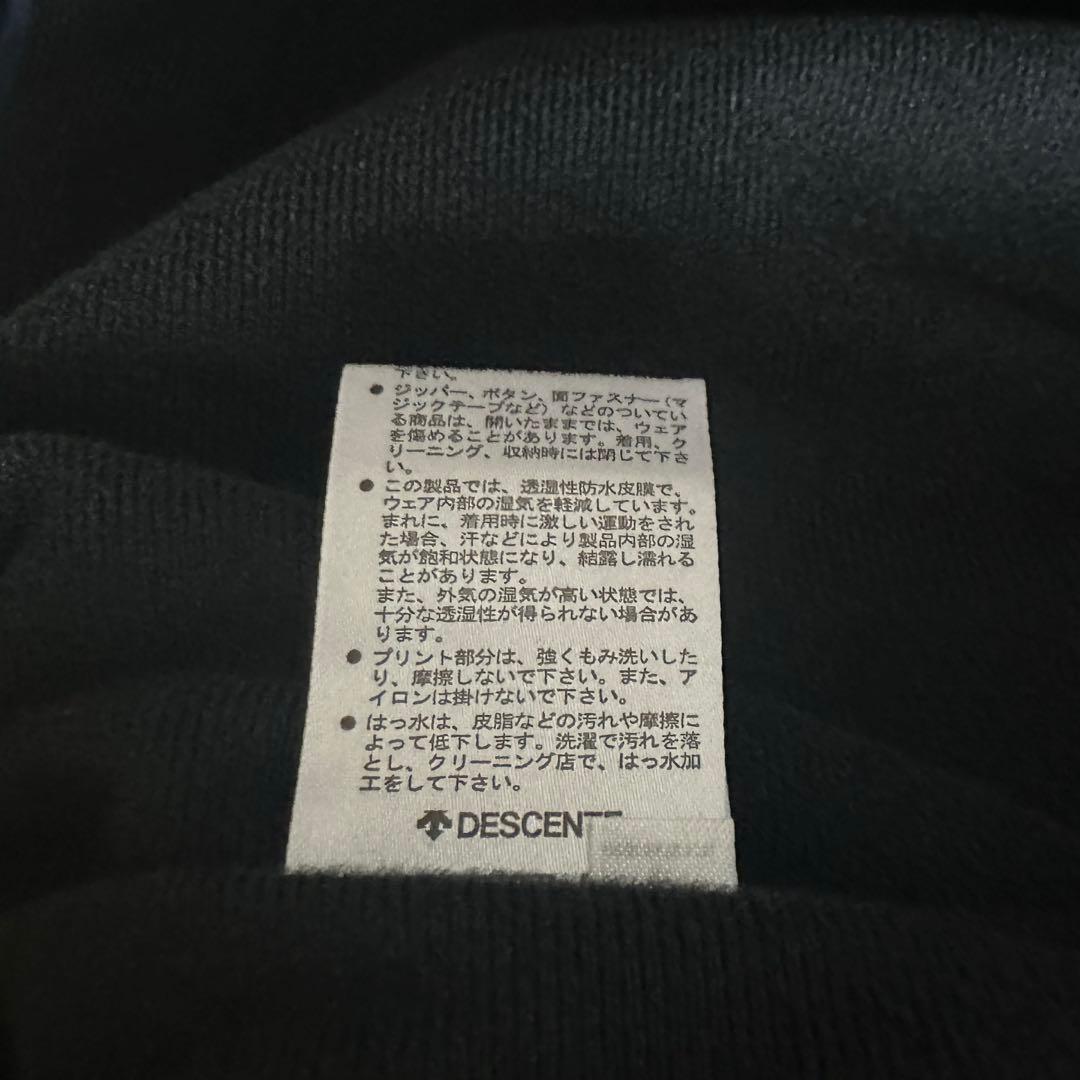 下さい。
● ジッパー、ボタン、面ファスナー(マ
ジックテープなど)などのついてい
る商品は、開いたままでは、ウェア
を傷めることがあります。着用、ク
リーニング、収納時には閉じて下さ
い。
● この製品では、透湿性防水皮膜で、
ウェア内部の湿気を軽減しています。
まれに、着用時に激しい運動をされ
た場合、汗などにより製品内部の湿
気が飽和状態になり、結露し濡れる
ことがあります。
また、外気の湿気が高い状態では、
十分な透湿性が得られない場合があ
ります。
● プリント部分は、強くもみ洗いした
り、摩擦しないで下さい。また、ア
イロンは掛けないで下さい。
● はっ水は、皮脂などの汚れや摩擦に
よって低下します。洗濯で汚れを落
とし、クリーニング店で、はっ水加
工をして下さい。
DESCENTE